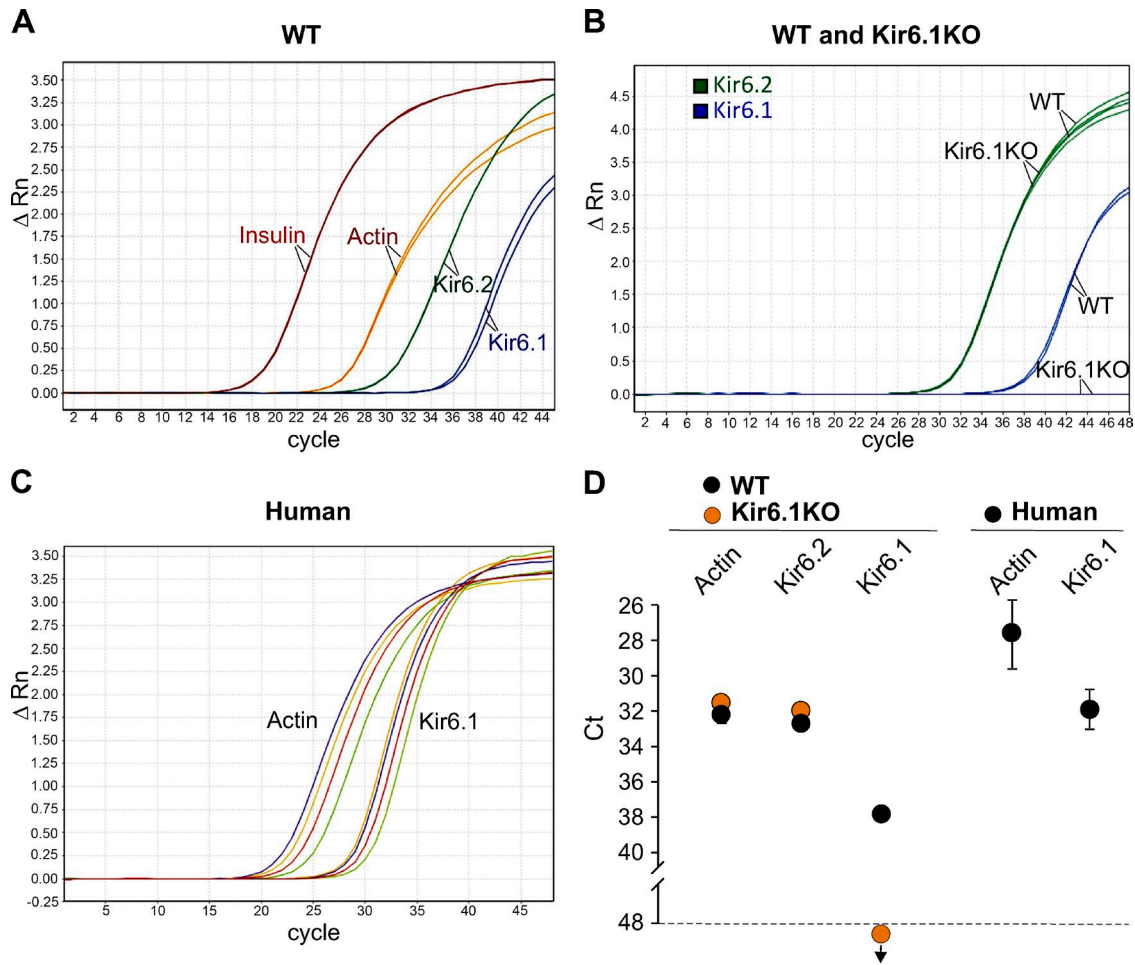 A
WT
3.50
3.25
3.00
2.75
2.50
2.25
2.00
1.75
1.50
1.25
1.00
0.75
0.50
0.25
0.00
Δ Rn
Insulin
Actin
Kir6.2
Kir6.1
2 4 6 8 10 12 14 16 18 20 22 24 26 28 30 32 34 36 38 40 42 44
cycle
B
WT and Kir6.1KO
Kir6.2
Kir6.1
4.5
4.0
3.5
3.0
2.5
2.0
1.5
1.0
0.5
0.0
Δ Rn
WT
Kir6.1KO
WT
Kir6.1KO
2 4 6 8 10 12 14 16 18 20 22 24 26 28 30 32 34 36 38 40 42 44 46 48
cycle
C
Human
3.50
3.25
3.00
2.75
2.50
2.25
2.00
1.75
1.50
1.25
1.00
0.75
0.50
0.25
0.00
-0.25
Δ Rn
Actin
Kir6.1
5 10 15 20 25 30 35 40 45
cycle
D
WT
Kir6.1KO
Human
Actin
Kir6.2
Kir6.1
Actin
Kir6.1
26
28
30
32
34
36
38
40
48
Ct